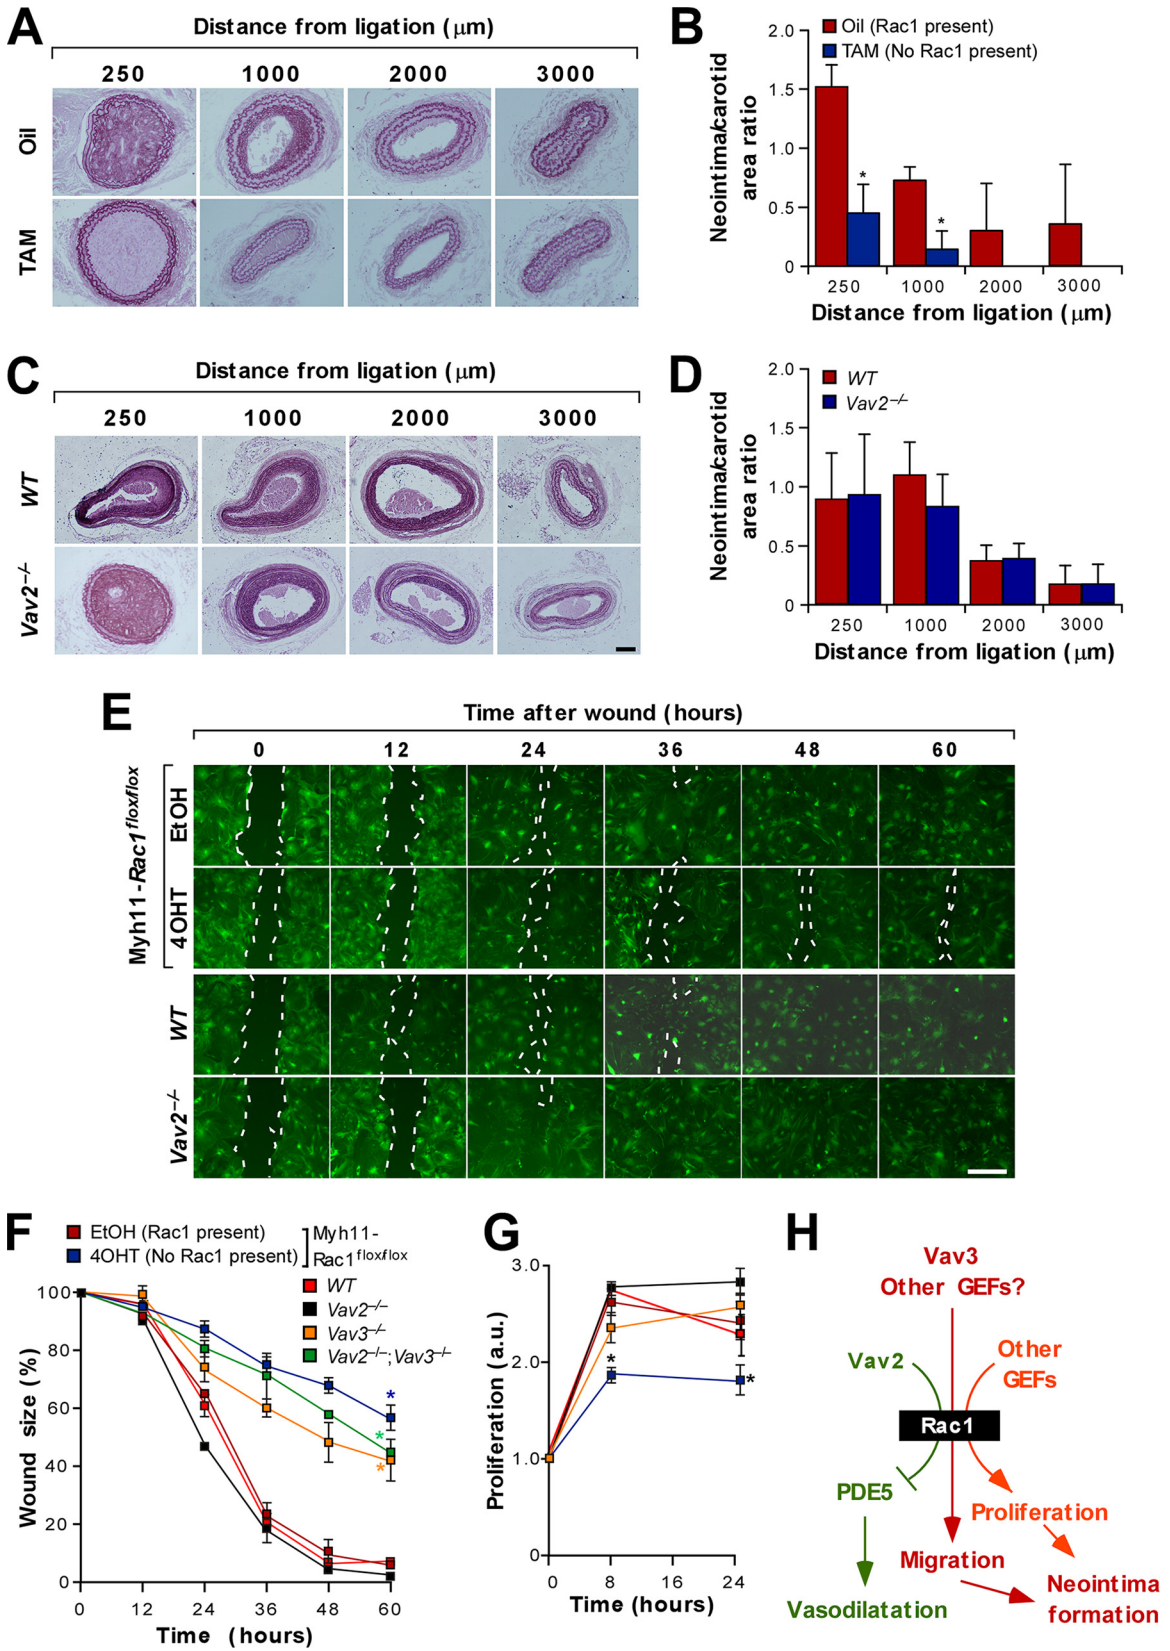 A
Distance from ligation (μm)
250 1000 2000 3000
Oil
TAM
B
Oil (Rac1 present)
TAM (No Rac1 present)
Neointima/carotid
area ratio
2.0
1.5
1.0
0.5
0
* *
250 1000 2000 3000
Distance from ligation (μm)
C
Distance from ligation (μm)
250 1000 2000 3000
WT
Vav2–/–
D
WT
Vav2–/–
Neointima/carotid
area ratio
2.0
1.5
1.0
0.5
0
250 1000 2000 3000
Distance from ligation (μm)
E
Time after wound (hours)
0 12 24 36 48 60
Myh11-Rac1flox/flox
EtOH
4OHT
WT
Vav2–/–
F
EtOH (Rac1 present)
4OHT (No Rac1 present)
Myh11-
Rac1flox/flox
WT
Vav2–/–
Vav3–/–
Vav2–/–;Vav3–/–
Wound size (%)
100
80
60
40
20
0
*
*
*
0 12 24 36 48 60
Time (hours)
G
Proliferation (a.u.)
3.0
2.0
1.0
0
*
*
0 8 16 24
Time (hours)
H
Vav3
Other GEFs?
Vav2
Other
GEFs
Rac1
PDE5
Proliferation
Migration
Neointima
formation
Vasodilatation